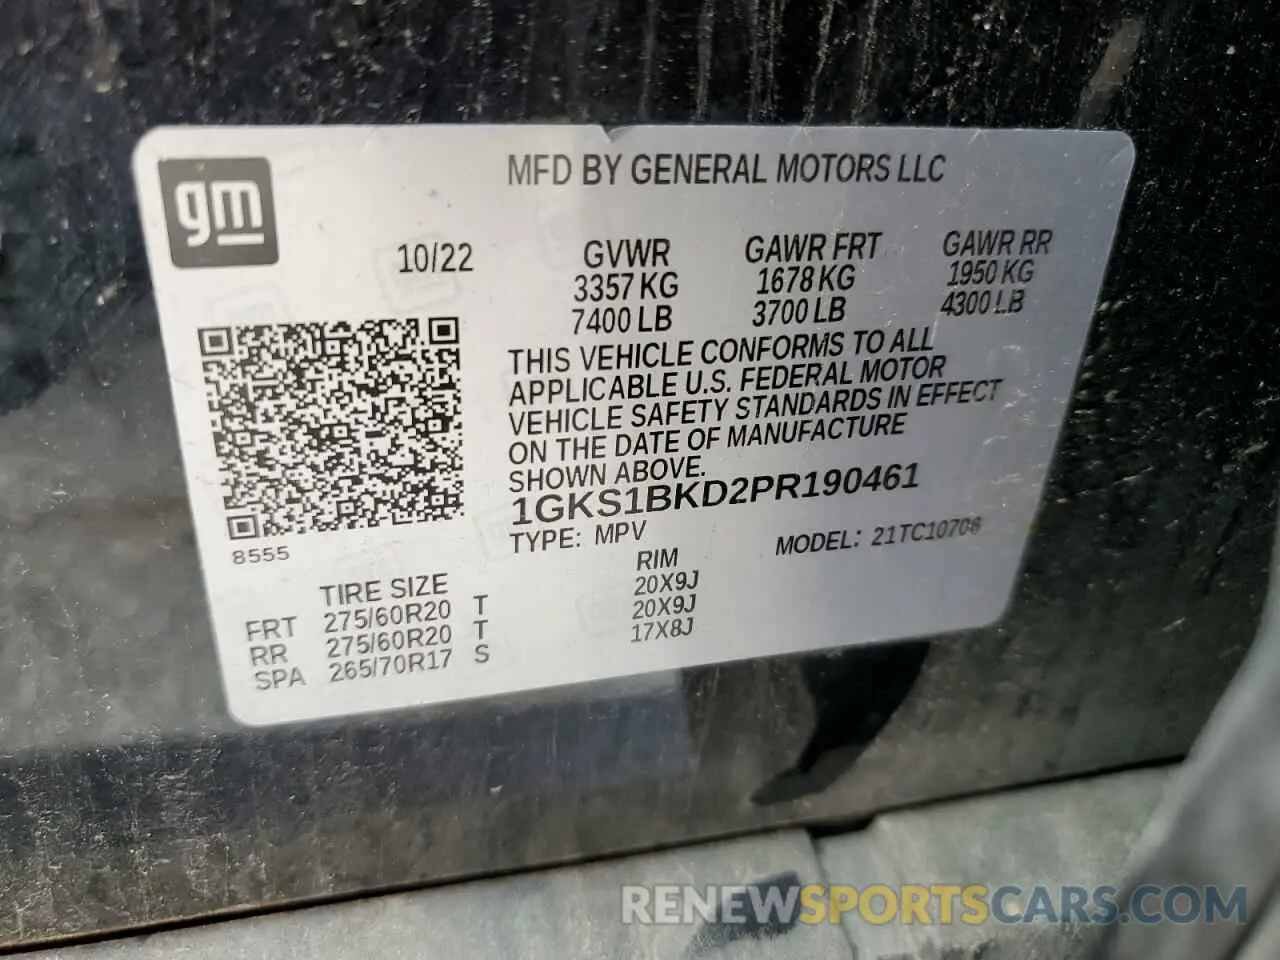 gm
MFD BY GENERAL MOTORS LLC
10/22
GVWR
3357 KG
7400 LB
GAWR FRT
1678 KG
3700 LB
GAWR RR
1950 KG
4300 LB
THIS VEHICLE CONFORMS TO ALL
APPLICABLE U.S. FEDERAL MOTOR
VEHICLE SAFETY STANDARDS IN EFFECT
ON THE DATE OF MANUFACTURE
SHOWN ABOVE.
1GKS1BKD2PR190461
TYPE: MPV
MODEL: 21TC10706
8555
TIRE SIZE
RIM
FRT 275/60R20 T 20X9J
RR 275/60R20 T 20X9J
SPA 265/70R17 S 17X8J
RENEWSPORTSCARS.COM